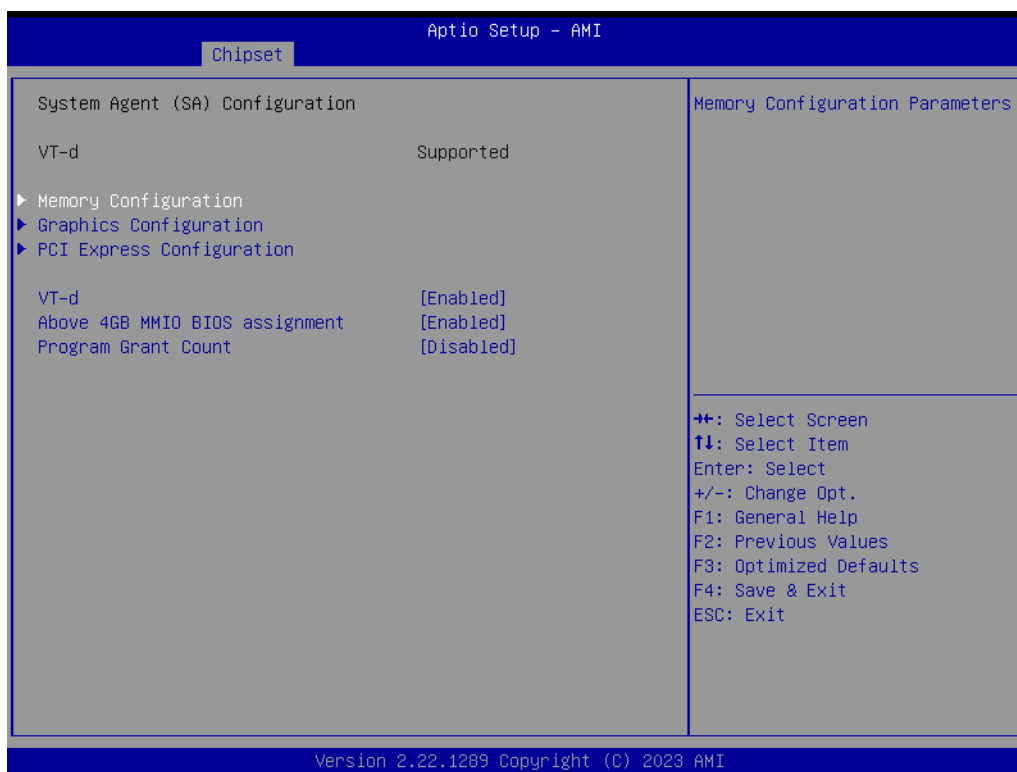 Aptio Setup – AMI
Chipset
System Agent (SA) Configuration
VT-d Supported
Memory Configuration
Graphics Configuration
PCI Express Configuration
VT-d [Enabled]
Above 4GB MMIO BIOS assignment [Enabled]
Program Grant Count [Disabled]
Memory Configuration Parameters
→←: Select Screen
↑↓: Select Item
Enter: Select
+/-: Change Opt.
F1: General Help
F2: Previous Values
F3: Optimized Defaults
F4: Save & Exit
ESC: Exit
Version 2.22.1289 Copyright (C) 2023 AMI